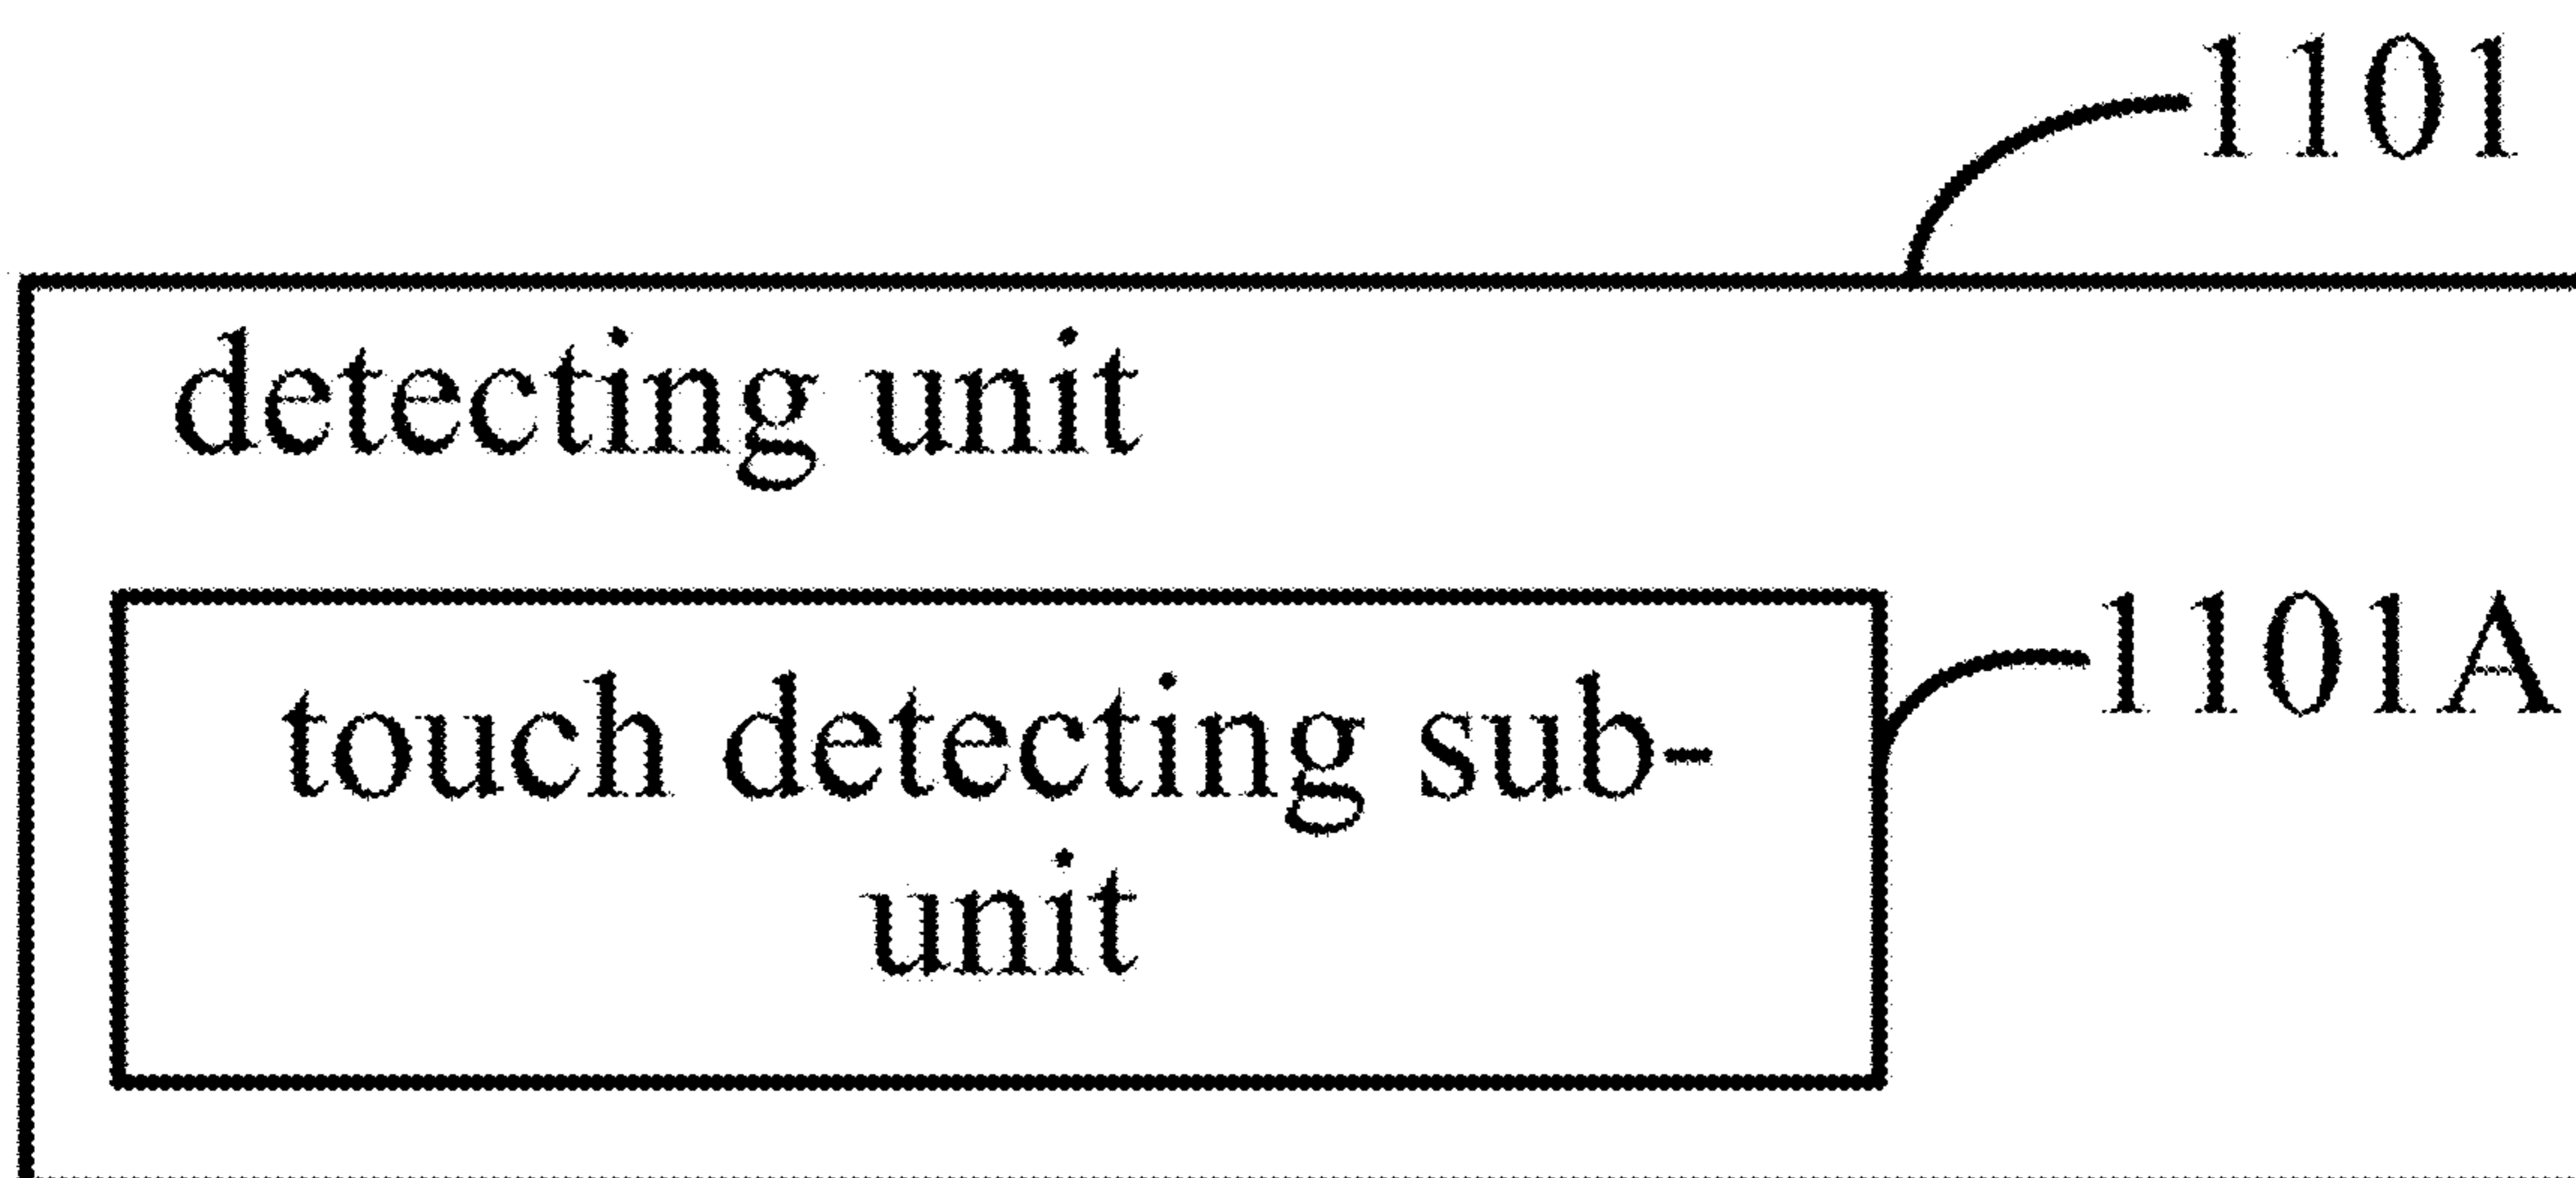 1101
detecting unit
1101A
touch detecting sub-
unit